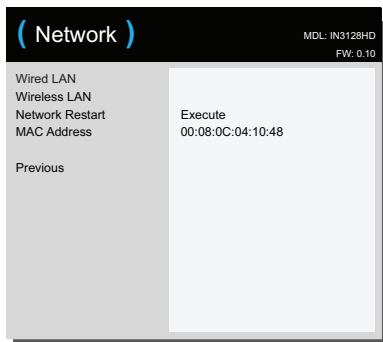 ( Network )
MDL: IN3128HD
FW: 0.10
Wired LAN
Wireless LAN
Network Restart Execute
MAC Address 00:08:0C:04:10:48
Previous